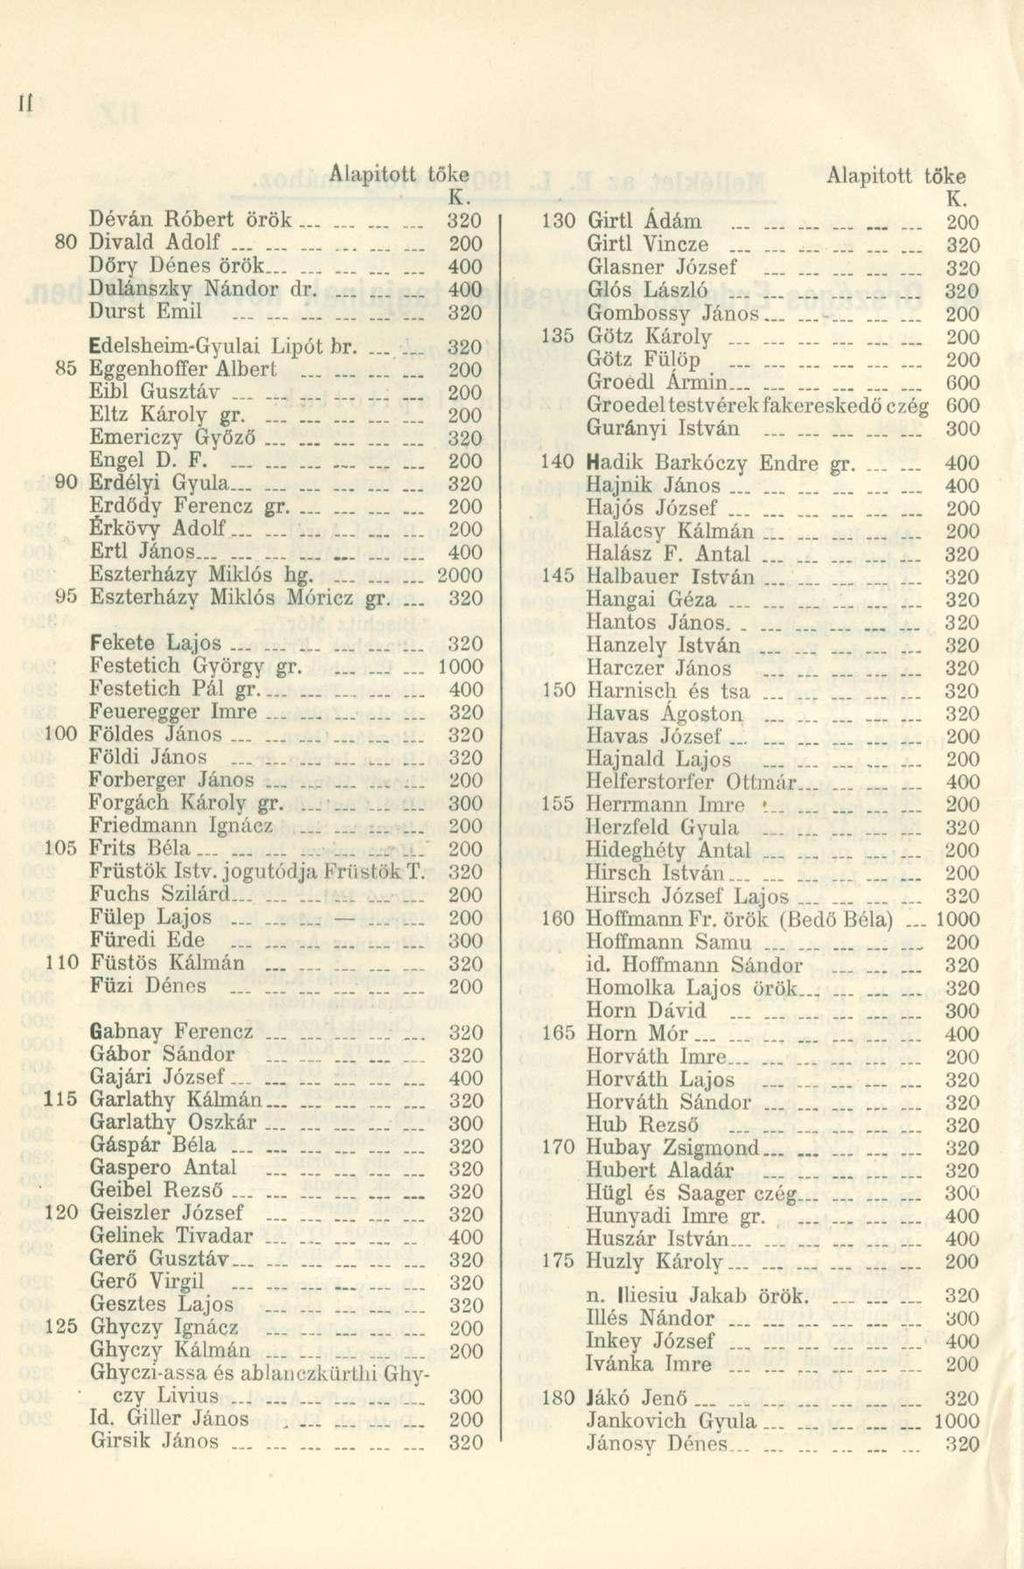 II
Alapitott tőke
K.
Déván Róbert örök 320
80 Divald Adolf 200
Dőry Dénes örök 400
Dulánszky Nándor dr. 400
Durst Emil 320
Edelsheim-Gyulai Lipót br. 320
85 Eggenhoffer Albert 200
Eibl Gusztáv 200
Eltz Károly gr. 200
Emericzy Győző 320
Engel D. F. 200
90 Erdélyi Gyula 320
Erdődy Ferencz gr. 200
Érkövy Adolf 200
Ertl János 400
Eszterházy Miklós hg. 2000
95 Eszterházy Miklós Móricz gr. 320
Fekete Lajos 320
Festetich György gr. 1000
Festetich Pál gr. 400
Feueregger Imre 320
100 Földes János 320
Földi János 320
Forberger János 200
Forgách Károly gr. 300
Friedmann Ignácz 200
105 Frits Béla 200
Früstök Istv. jogutódja Früstök T. 320
Fuchs Szilárd 200
Fülep Lajos 200
Füredi Ede 300
110 Füstös Kálmán 320
Füzi Dénes 200
Gabnay Ferencz 320
Gábor Sándor 320
Gajári József 400
115 Garlathy Kálmán 320
Garlathy Oszkár 300
Gáspár Béla 320
Gaspero Antal 320
Geibel Rezső 320
120 Geiszler József 320
Gelinek Tivadar 400
Gerő Gusztáv 320
Gerő Virgil 320
Gesztes Lajos 320
125 Ghyczy Ignácz 200
Ghyczy Kálmán 200
Ghyczi-assa és ablanczkürthi Ghy-
czy Livius 300
Id. Giller János 200
Girsik János 320
Alapitott tőke
K.
130 Girtl Ádám 200
Girtl Vincze 320
Glasner József 320
Glós László 320
Gombossy János 200
135 Götz Károly 200
Götz Fülöp 200
Groedl Ármin 600
Groedel testvérek fakereskedő czég 600
Gurányi István 300
140 Hadik Barkóczy Endre gr. 400
Hajnik János 400
Hajós József 200
Halácsy Kálmán 200
Halász F. Antal 320
145 Halbauer István 320
Hangai Géza 320
Hantos János 320
Hanzely István 320
Harczer János 320
150 Harnisch és tsa 320
Havas Ágoston 320
Havas József 200
Hajnald Lajos 200
Helferstorfer Ottmár 400
155 Herrmann Imre 200
Herzfeld Gyula 320
Hideghéty Antal 200
Hirsch István 200
Hirsch József Lajos 320
160 Hoffmann Fr. örök (Bedő Béla) 1000
Hoffmann Samu 200
id. Hoffmann Sándor 320
Homolka Lajos örök 320
Horn Dávid 300
165 Horn Mór 400
Horváth Imre 200
Horváth Lajos 320
Horváth Sándor 320
Hub Rezső 320
170 Hubay Zsigmond 320
Hubert Aladár 320
Hügl és Saager czég 300
Hunyadi Imre gr. 400
Huszár István 400
175 Huzly Károly 200
n. Iliesiu Jakab örök. 320
Illés Nándor 300
Inkey József 400
Ivánka Imre 200
180 Jákó Jenő 320
Jankovich Gyula 1000
Jánosy Dénes 320